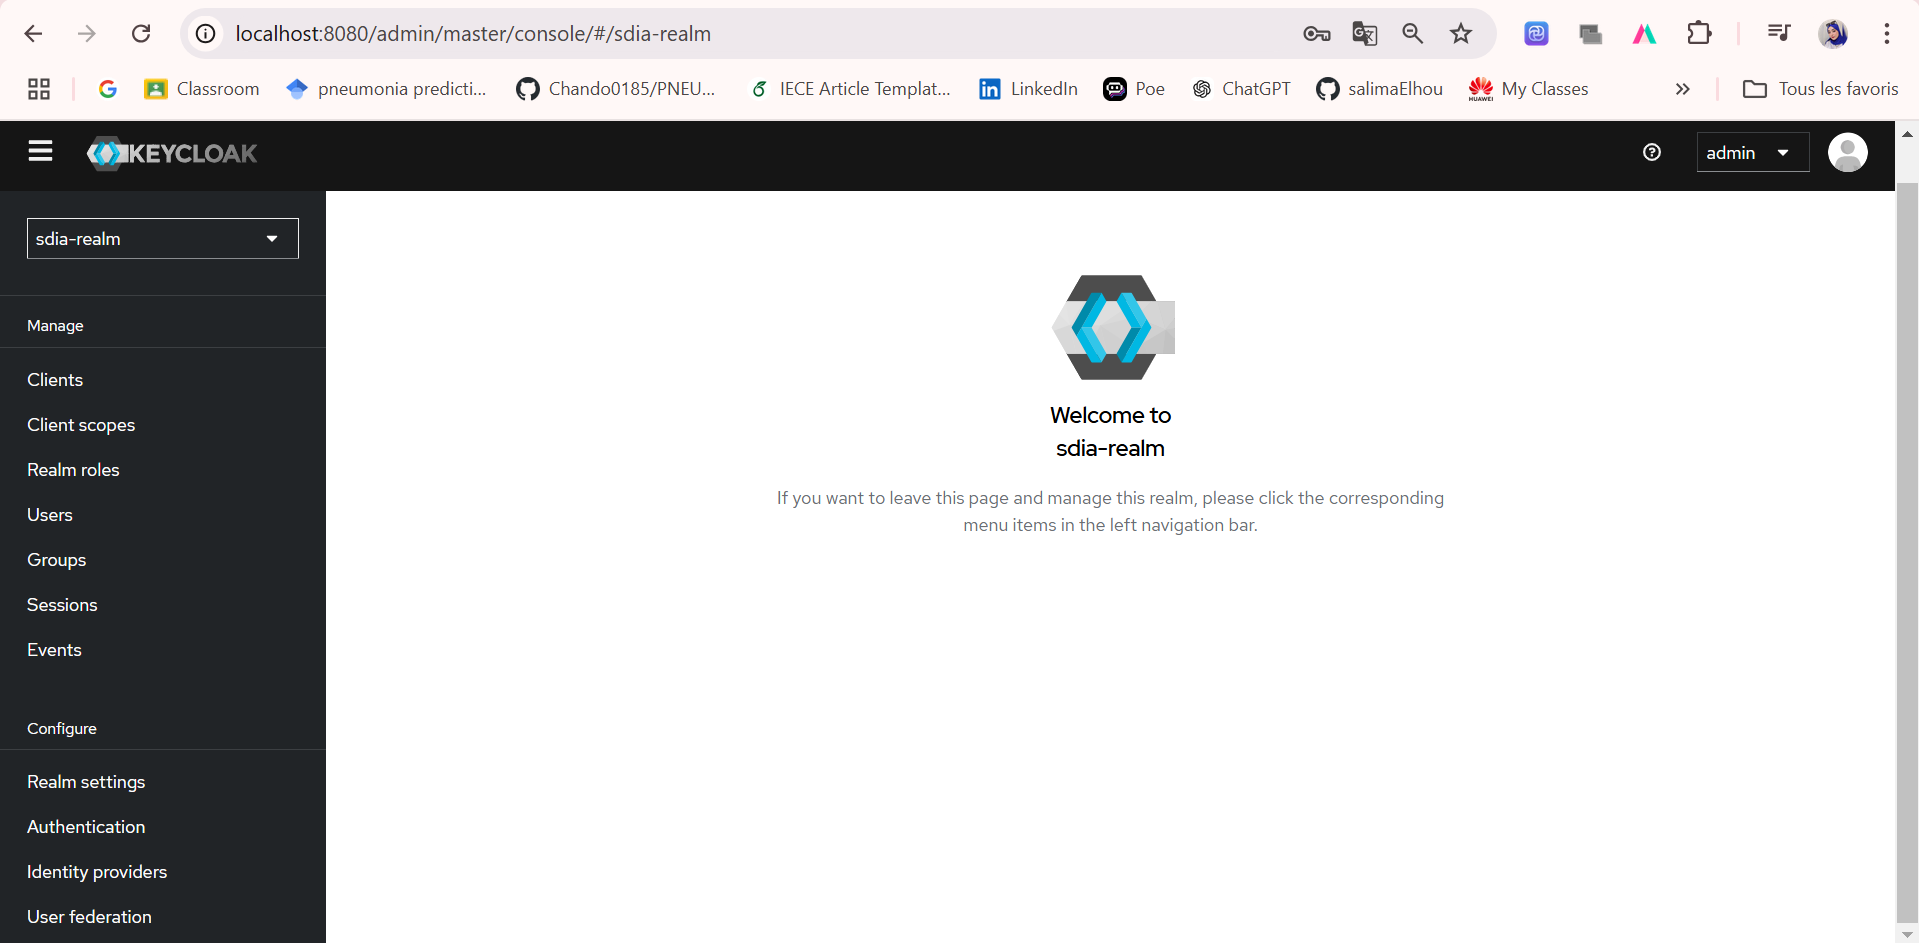 localhost:8080/admin/master/console/#/sdia-realm
Classroom
pneumonia predicti...
Chando0185/PNEU...
IECE Article Templat...
LinkedIn
Poe
ChatGPT
salimaElhou
HUAWEI
My Classes
Tous les favoris
KEYCLOAK
admin
sdia-realm
Manage
Clients
Client scopes
Realm roles
Users
Groups
Sessions
Events
Configure
Realm settings
Authentication
Identity providers
User federation
Welcome to
sdia-realm
If you want to leave this page and manage this realm, please click the corresponding
menu items in the left navigation bar.